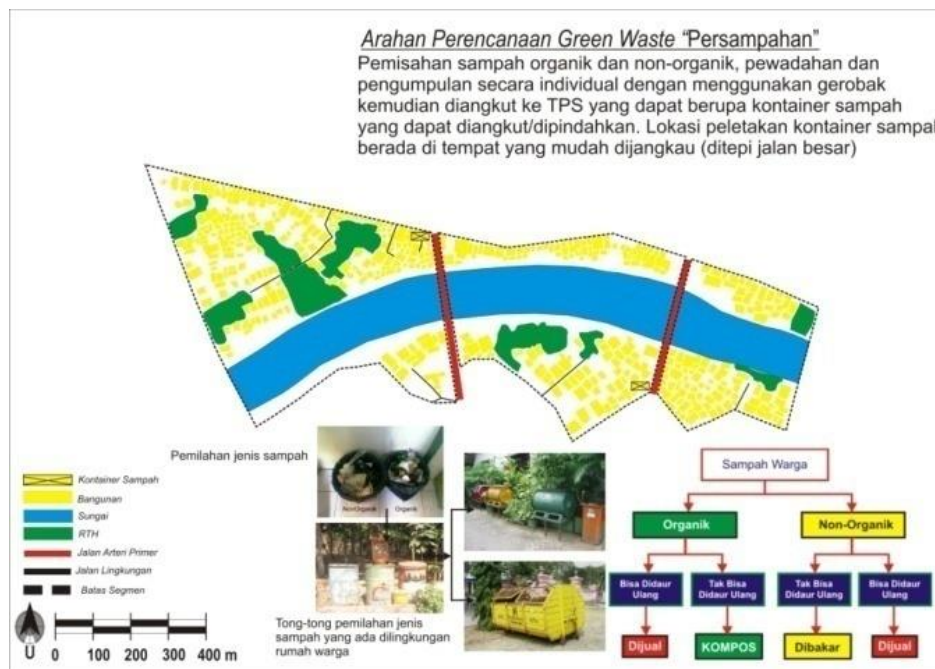 Arahan Perencanaan Green Waste “Persampahan”
Pemisahan sampah organik dan non-organik, pewadahan dan
pengumpulan secara individual dengan menggunakan gerobak
kemudian diangkut ke TPS yang dapat berupa kontainer sampah
yang dapat diangkut/dipindahkan. Lokasi peletakan kontainer sampah
berada di tempat yang mudah dijangkau (ditepi jalan besar)
Pemilahan jenis sampah
NonOrganik
Organik
Tong-tong pemilahan jenis
sampah yang ada dilingkungan
rumah warga
Kontainer Sampah
Bangunan
Sungai
RTH
Jalan Arteri Primer
Jalan Lingkungan
Batas Segmen
U
0 100 200 300 400 m
Sampah Warga
Organik
Non-Organik
Bisa Didaur
Ulang
Tak Bisa
Didaur Ulang
Tak Bisa
Didaur Ulang
Bisa Didaur
Ulang
Dijual
KOMPOS
Dibakar
Dijual